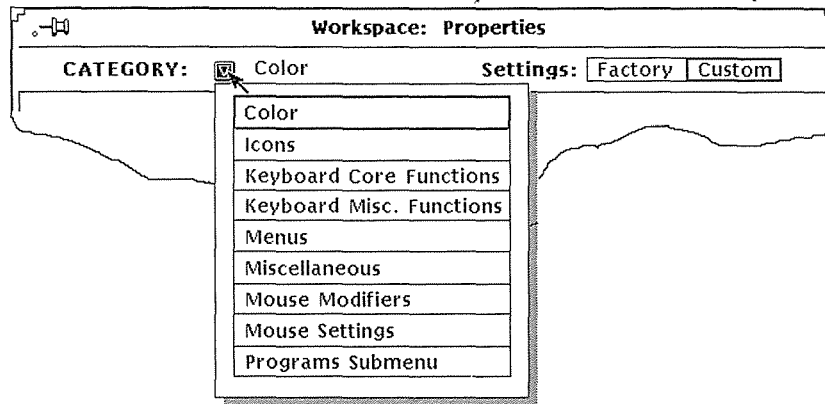 Workspace: Properties
CATEGORY: Color Settings: Factory Custom
Color
Icons
Keyboard Core Functions
Keyboard Misc. Functions
Menus
Miscellaneous
Mouse Modifiers
Mouse Settings
Programs Submenu